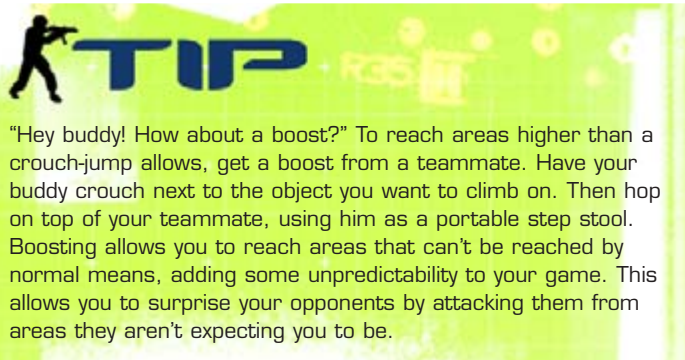 TIP
R35
“Hey buddy! How about a boost?” To reach areas higher than a
crouch-jump allows, get a boost from a teammate. Have your
buddy crouch next to the object you want to climb on. Then hop
on top of your teammate, using him as a portable step stool.
Boosting allows you to reach areas that can’t be reached by
normal means, adding some unpredictability to your game. This
allows you to surprise your opponents by attacking them from
areas they aren’t expecting you to be.